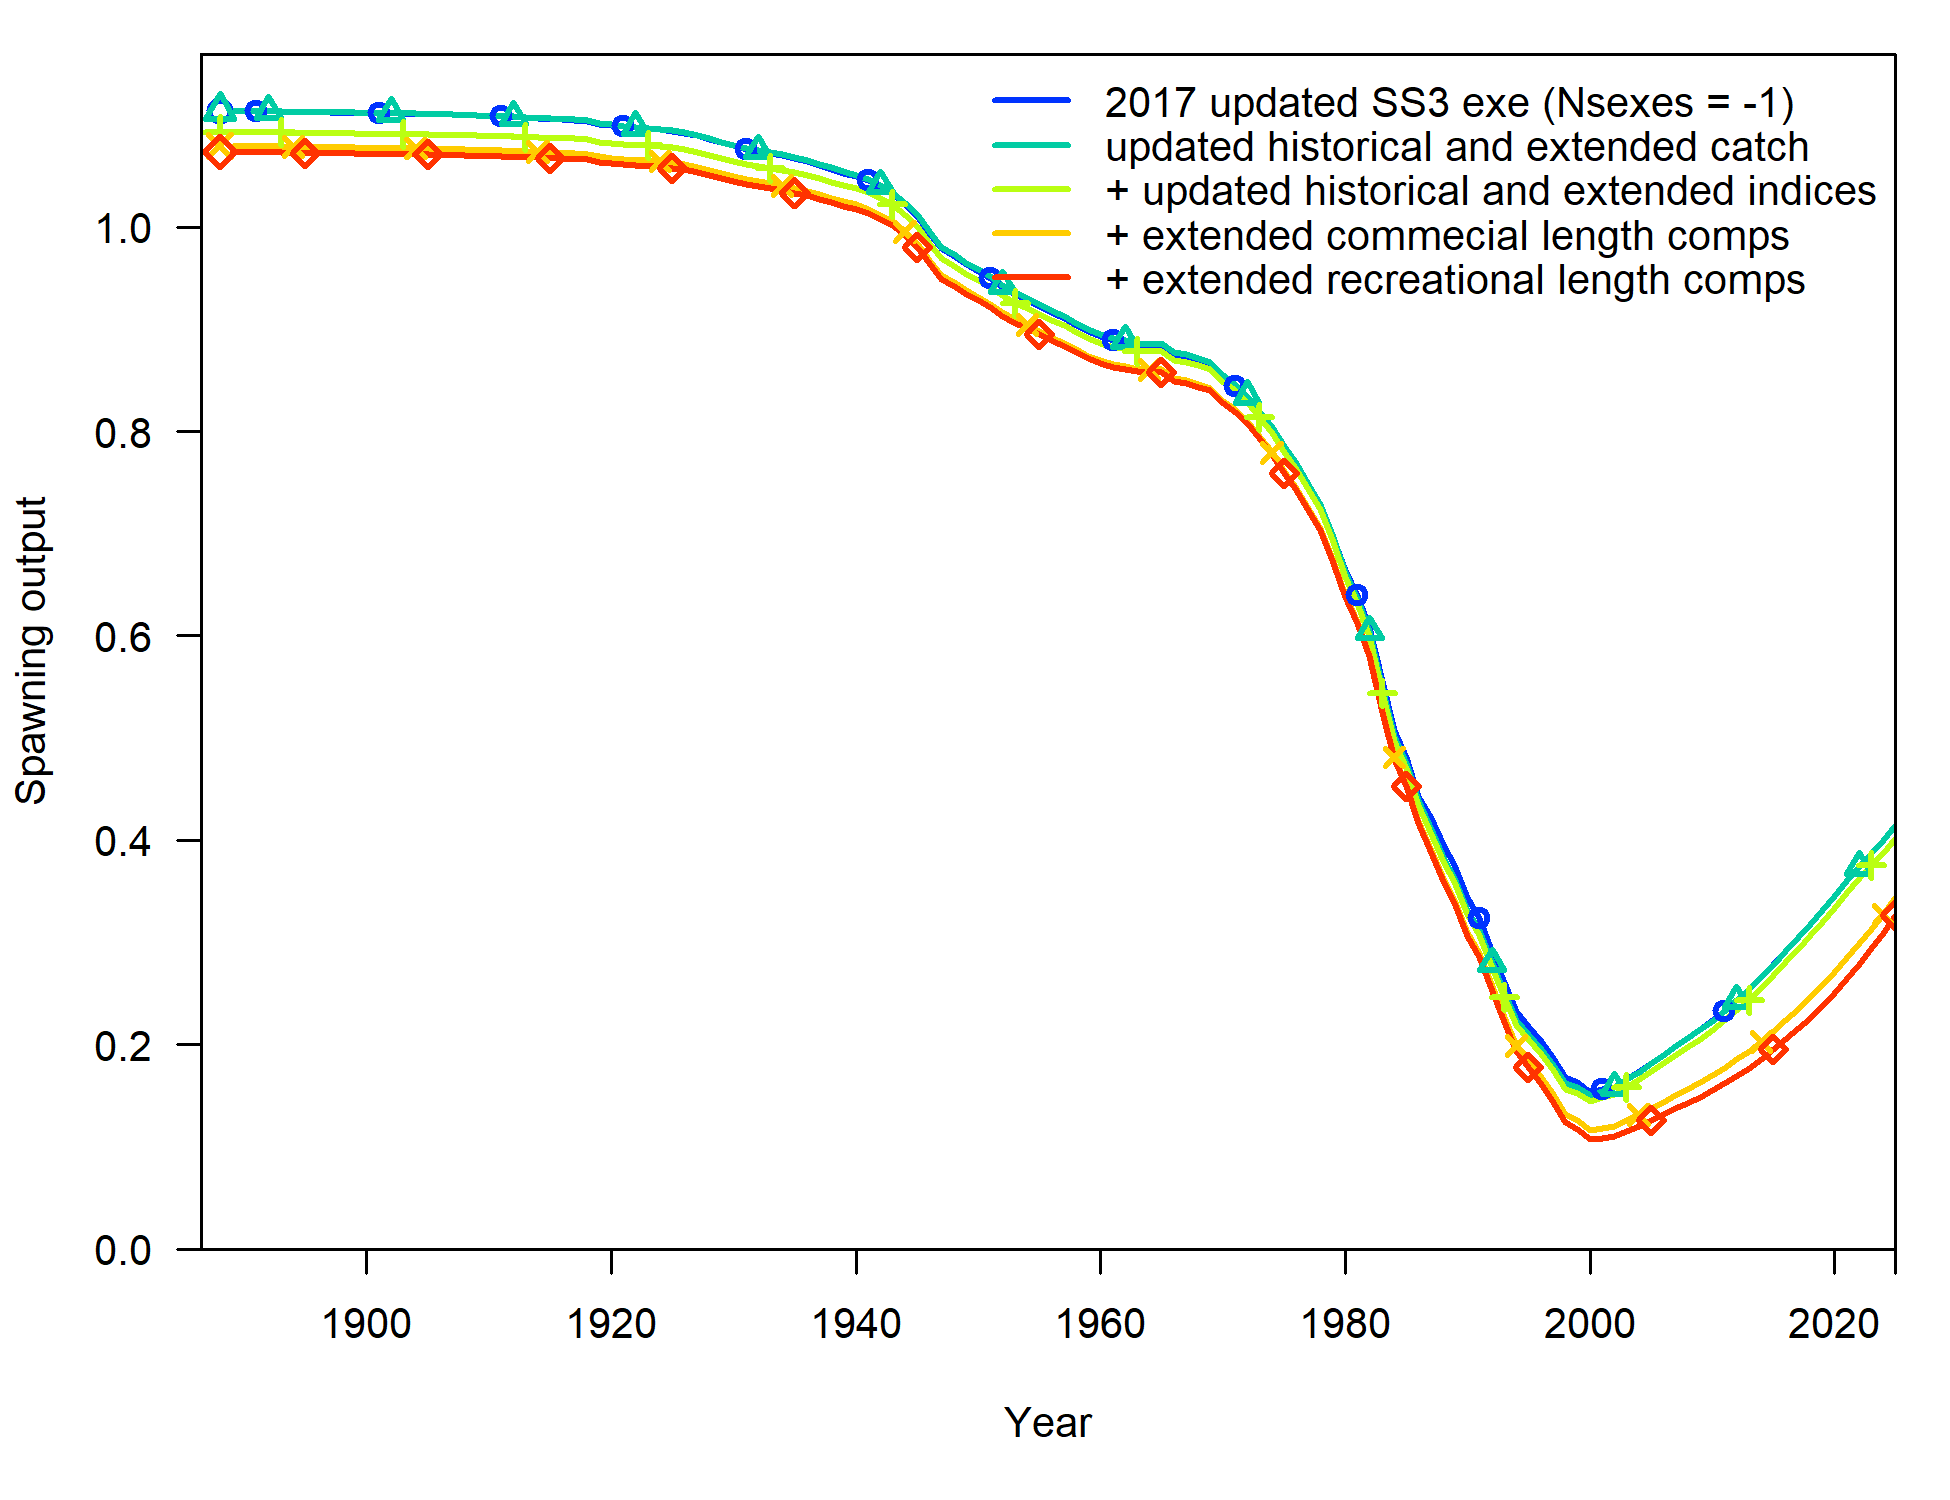 2017 updated SS3 exe (Nsexes = -1)
updated historical and extended catch
+ updated historical and extended indices
+ extended commecial length comps
+ extended recreational length comps
1.0
0.8
0.6
0.4
0.2
0.0
Spawning output
1900 1920 1940 1960 1980 2000 2020
Year